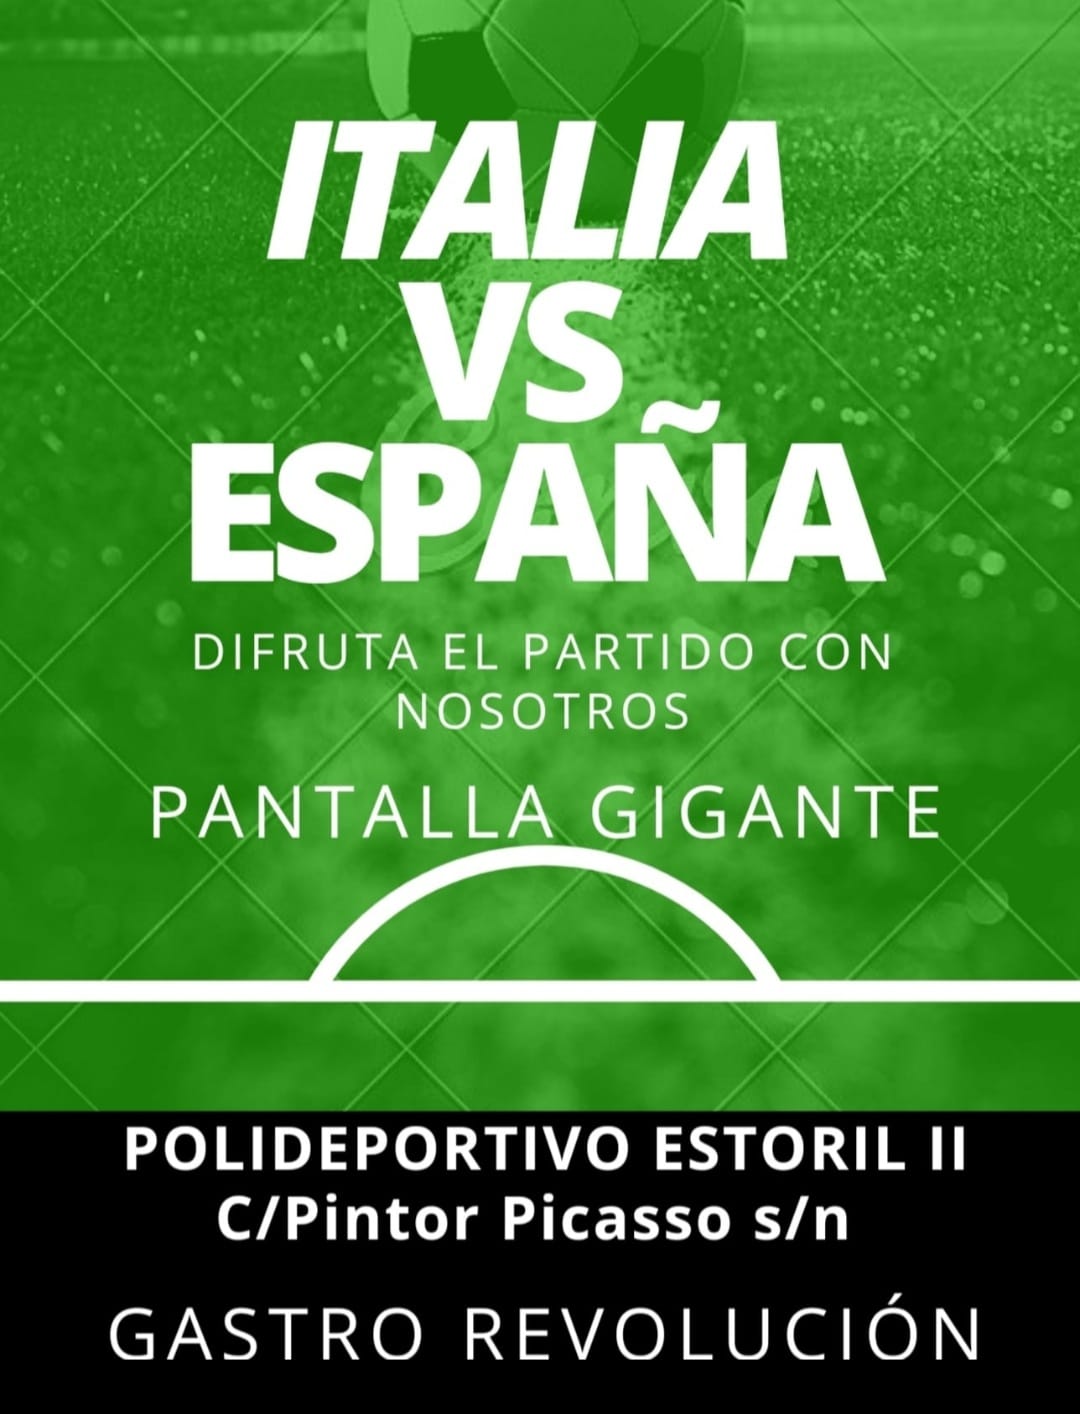 ITALIA
VS
ESPAÑA
DIFRUTA EL PARTIDO CON
NOSOTROS
PANTALLA GIGANTE
POLIDEPORTIVO ESTORIL II
C/Pintor Picasso s/n
GASTRO REVOLUCIÓN